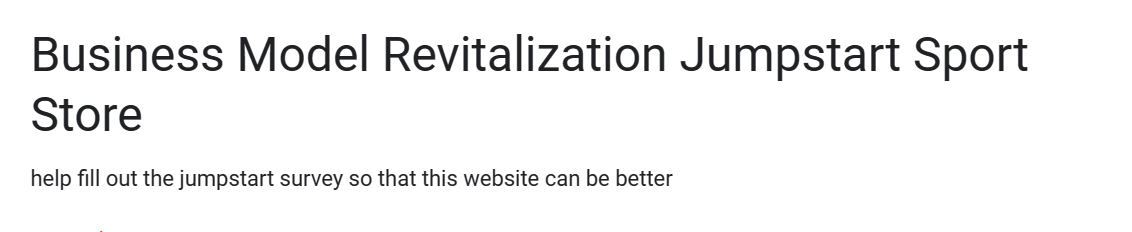 Business Model Revitalization Jumpstart Sport
Store
help fill out the jumpstart survey so that this website can be better